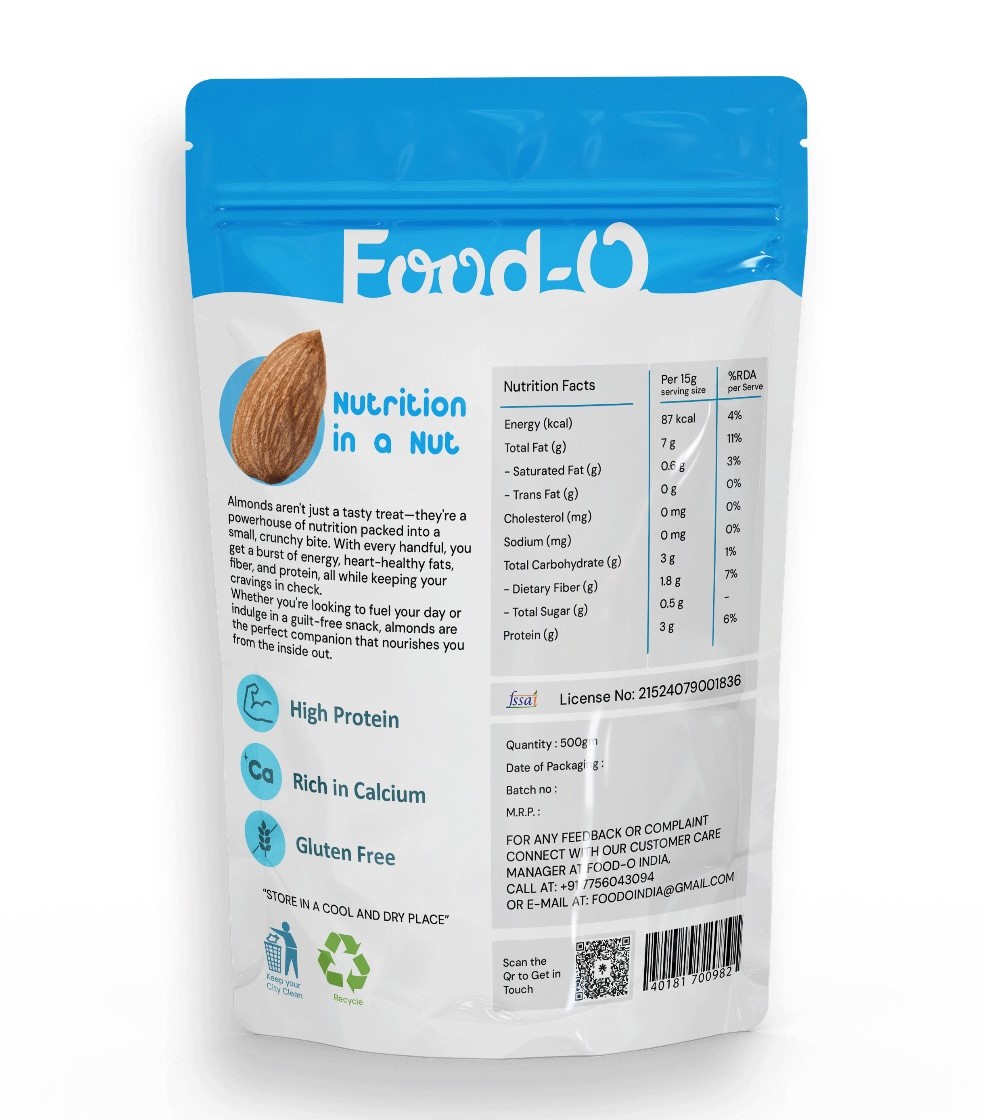 Food-O
Nutrition
in a Nut
Almonds aren't just a tasty treat—they're a
powerhouse of nutrition packed into a
small, crunchy bite. With every handful, you
get a burst of energy, heart-healthy fats,
fiber, and protein, all while keeping your
cravings in check.
Whether you're looking to fuel your day or
indulge in a guilt-free snack, almonds are
the perfect companion that nourishes you
from the inside out.
High Protein
Ca
Rich in Calcium
Gluten Free
"STORE IN A COOL AND DRY PLACE"
Keep your
City Clean
Recycle
Nutrition Facts Per 15g serving size %RDA per Serve
Energy (kcal) 87 kcal 4%
Total Fat (g) 7 g 11%
- Saturated Fat (g) 0.6 g 3%
- Trans Fat (g) 0 g 0%
Cholesterol (mg) 0 mg 0%
Sodium (mg) 0 mg 0%
Total Carbohydrate (g) 3 g 1%
- Dietary Fiber (g) 1.8 g 7%
- Total Sugar (g) 0.5 g -
Protein (g) 3 g 6%
fssai License No: 21524079001836
Quantity : 500gm
Date of Packaging :
Batch no :
M.R.P. :
FOR ANY FEEDBACK OR COMPLAINT
CONNECT WITH OUR CUSTOMER CARE
MANAGER AT FOOD-O INDIA,
CALL AT: +917756043094
OR E-MAIL AT: FOODOINDIA@GMAIL.COM
Scan the
Qr to Get in
Touch
40181 700982